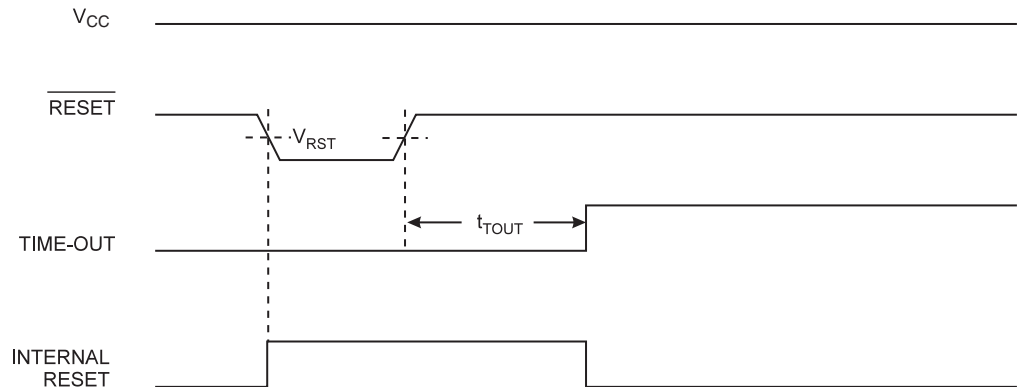 VCC
RESET
VRST
tTOUT
TIME-OUT
INTERNAL
RESET